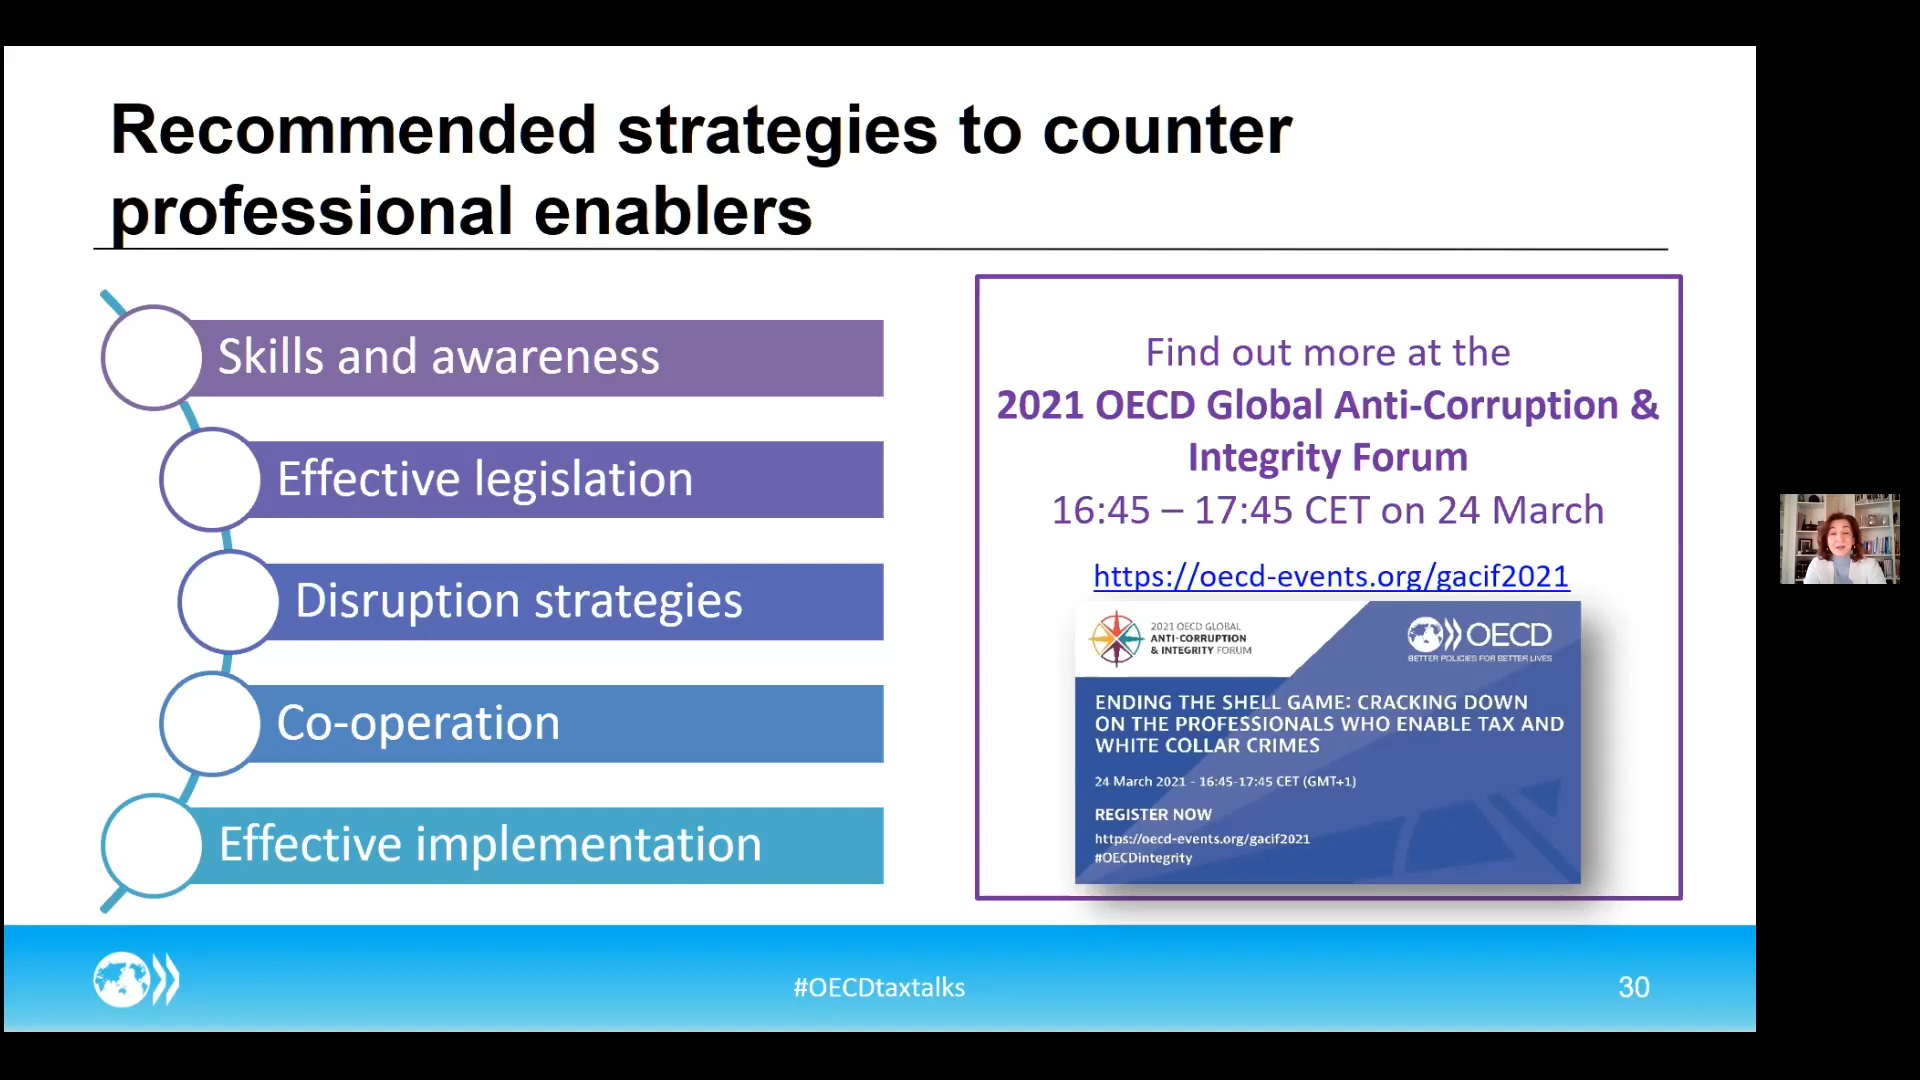 Recommended strategies to counter
professional enablers
Skills and awareness
Effective legislation
Disruption strategies
Co-operation
Effective implementation
Find out more at the
2021 OECD Global Anti-Corruption &
Integrity Forum
16:45 – 17:45 CET on 24 March
https://oecd-events.org/gacif2021
2021 OECD GLOBAL
ANTI-CORRUPTION
& INTEGRITY FORUM
OECD
BETTER POLICIES FOR BETTER LIVES
ENDING THE SHELL GAME: CRACKING DOWN
ON THE PROFESSIONALS WHO ENABLE TAX AND
WHITE COLLAR CRIMES
24 March 2021 - 16:45-17:45 CET (GMT+1)
REGISTER NOW
https://oecd-events.org/gacif2021
#OECDintegrity
#OECDtaxtalks
30